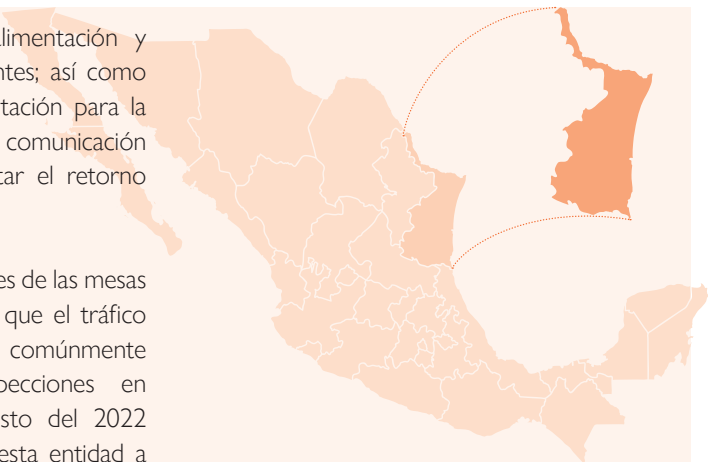 limentación y
ntes; así como
tación para la
comunicación
tar el retorno
es de las mesas
que el tráfico
comúnmente
pecciones en
sto del 2022
esta entidad a